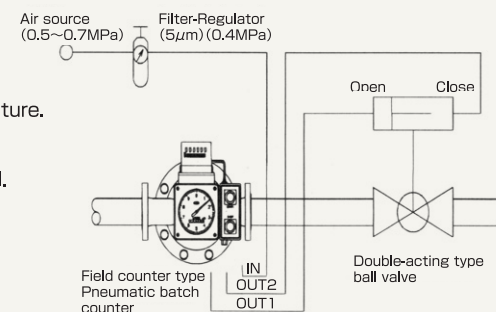 Air source
(0.5～0.7MPa)
Filter-Regulator
(5μm)(0.4MPa)
ture.
Open
Close
Field counter type
Pneumatic batch
counter
IN
OUT2
OUT1
Double-acting type
ball valve